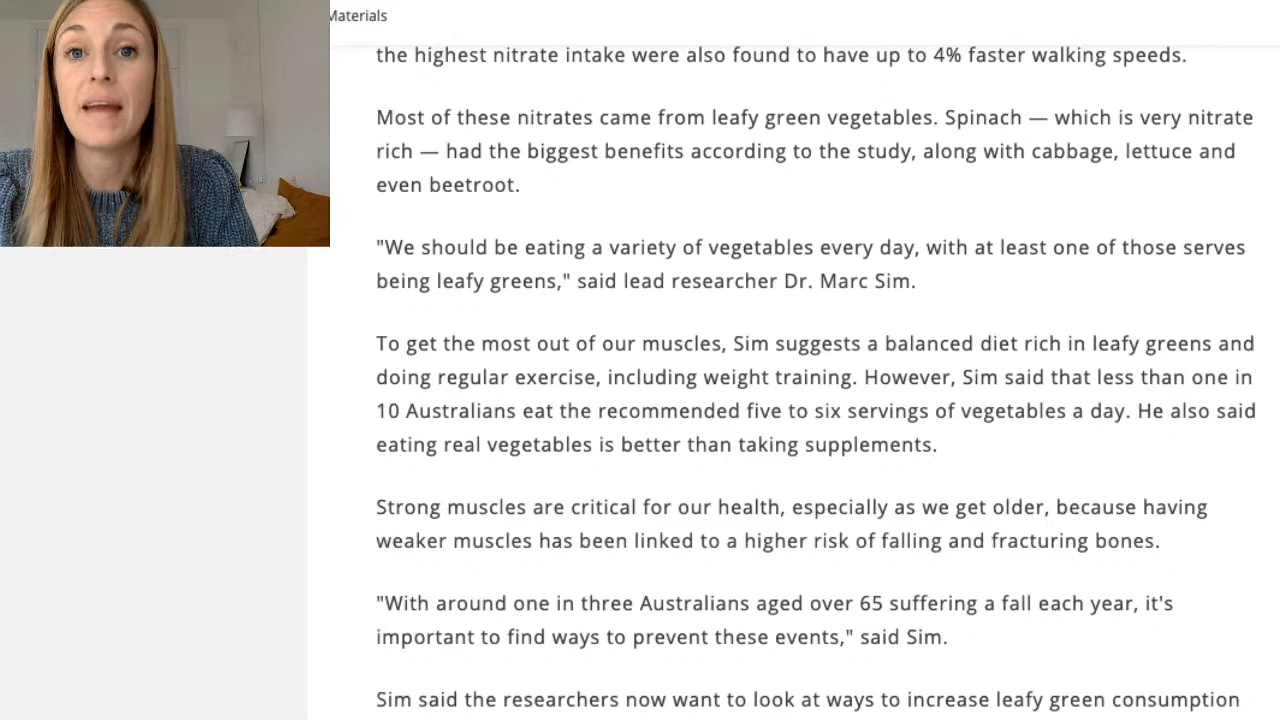 Materials
the highest nitrate intake were also found to have up to 4% faster walking speeds.
Most of these nitrates came from leafy green vegetables. Spinach — which is very nitrate
rich — had the biggest benefits according to the study, along with cabbage, lettuce and
even beetroot.
"We should be eating a variety of vegetables every day, with at least one of those serves
being leafy greens," said lead researcher Dr. Marc Sim.
To get the most out of our muscles, Sim suggests a balanced diet rich in leafy greens and
doing regular exercise, including weight training. However, Sim said that less than one in
10 Australians eat the recommended five to six servings of vegetables a day. He also said
eating real vegetables is better than taking supplements.
Strong muscles are critical for our health, especially as we get older, because having
weaker muscles has been linked to a higher risk of falling and fracturing bones.
"With around one in three Australians aged over 65 suffering a fall each year, it's
important to find ways to prevent these events," said Sim.
Sim said the researchers now want to look at ways to increase leafy green consumption